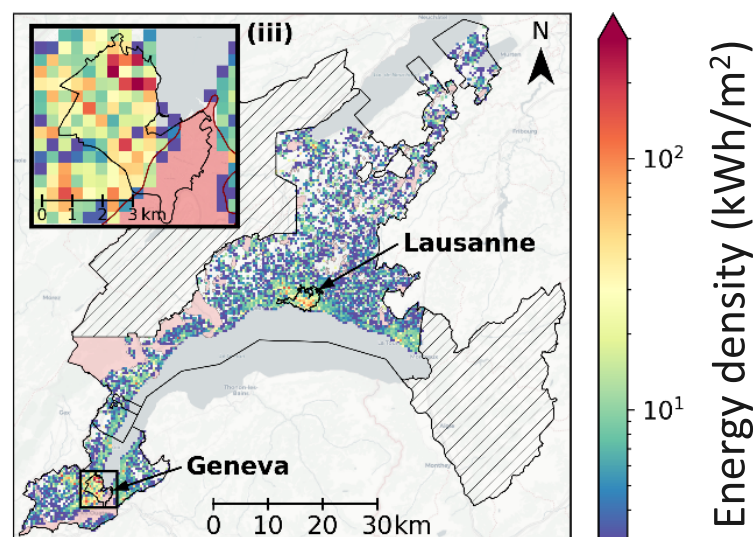 (iii)
N
0 1 2 3 km
Lausanne
Geneva
0 10 20 30km
10²
10¹
Energy density (kWh/m²)